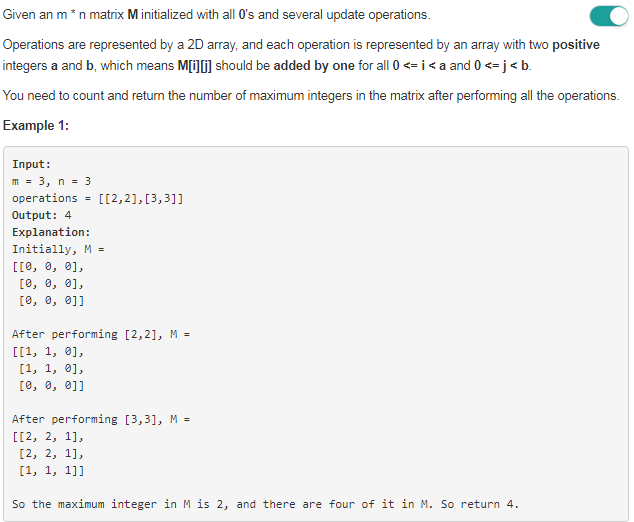 Given an m * n matrix M initialized with all 0's and several update operations.
Operations are represented by a 2D array, and each operation is represented by an array with two positive
integers a and b, which means M[i][j] should be added by one for all 0 <= i < a and 0 <= j < b.
You need to count and return the number of maximum integers in the matrix after performing all the operations.
Example 1:
Input:
m = 3, n = 3
operations = [[2,2],[3,3]]
Output: 4
Explanation:
Initially, M =
[[0, 0, 0],
 [0, 0, 0],
 [0, 0, 0]]
After performing [2,2], M =
[[1, 1, 0],
 [1, 1, 0],
 [0, 0, 0]]
After performing [3,3], M =
[[2, 2, 1],
 [2, 2, 1],
 [1, 1, 1]]
So the maximum integer in M is 2, and there are four of it in M. So return 4.